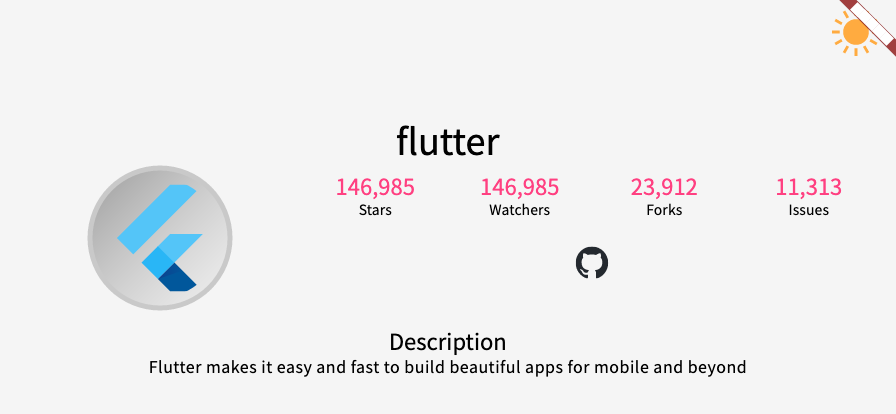 flutter
146,985 146,985 23,912 11,313
Stars Watchers Forks Issues
Description
Flutter makes it easy and fast to build beautiful apps for mobile and beyond